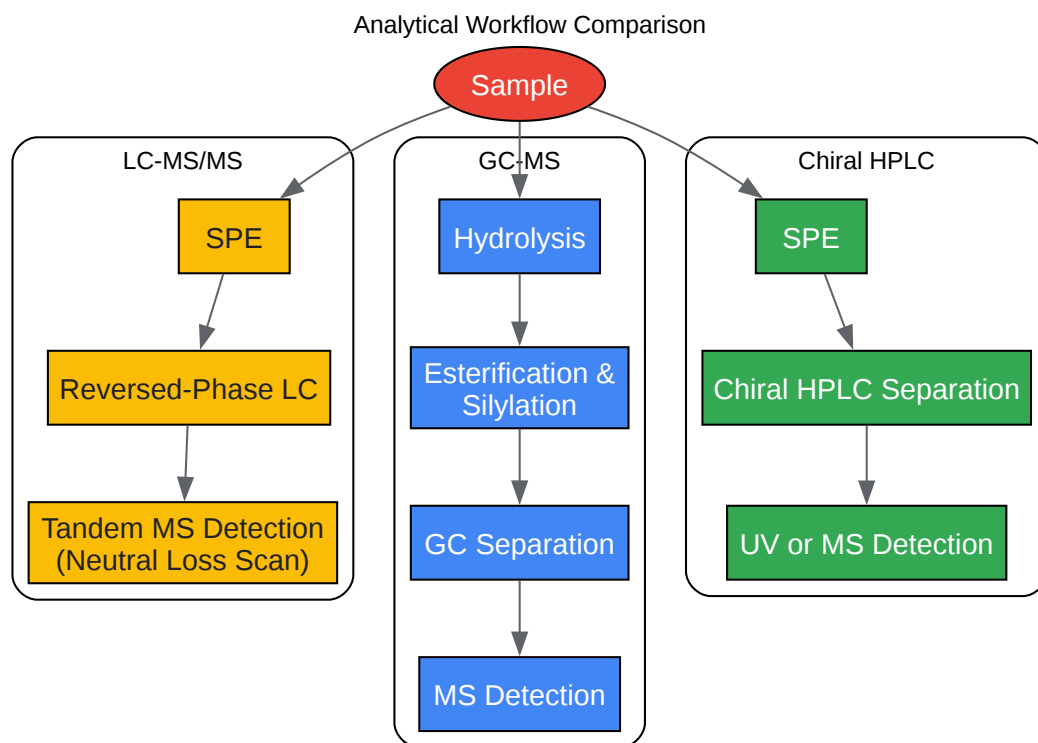 Analytical Workflow Comparison
Sample
LC-MS/MS
SPE
Reversed-Phase LC
Tandem MS Detection
(Neutral Loss Scan)
GC-MS
Hydrolysis
Esterification &
Silylation
GC Separation
MS Detection
Chiral HPLC
SPE
Chiral HPLC Separation
UV or MS Detection